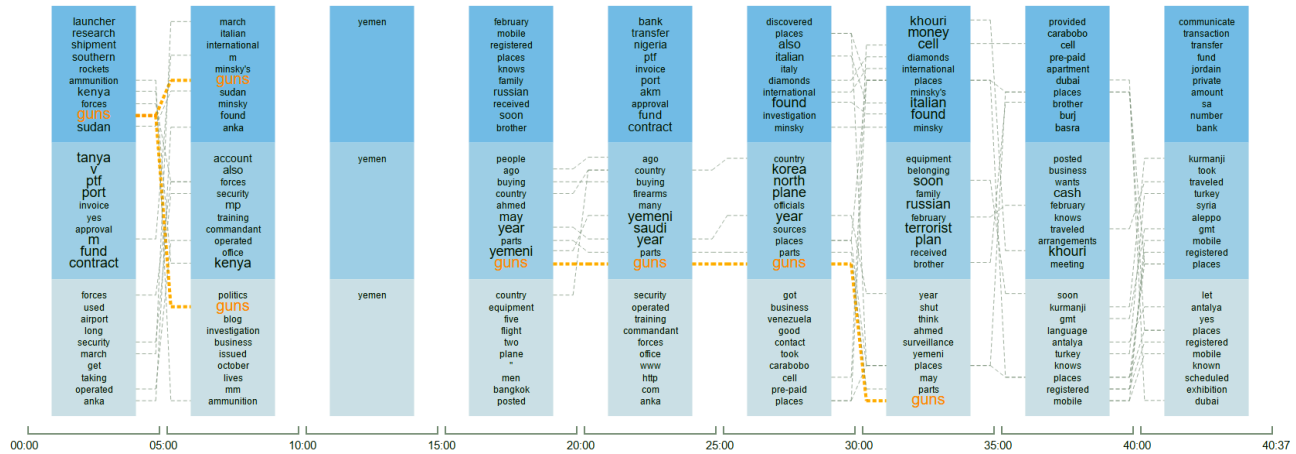 launcher
research
shipment
southern
rockets
ammunition
kenya
forces
guns
sudan
tanya
v
ptf
port
invoice
yes
approval
m
fund
contract
forces
used
airport
long
security
march
get
taking
operated
anka
march
italian
international
m
minsky's
guns
sudan
minsky
found
anka
account
also
forces
security
mp
training
commandant
operated
office
kenya
politics
guns
blog
investigation
business
issued
october
lives
mm
ammunition
yemen
yemen
yemen
february
mobile
registered
places
knows
family
russian
received
soon
brother
people
ago
buying
country
ahmed
may
year
parts
yemeni
guns
country
equipment
five
flight
two
plane
"
men
bangkok
posted
bank
transfer
nigeria
ptf
invoice
port
akm
approval
fund
contract
ago
country
buying
firearms
many
yemeni
saudi
year
parts
guns
security
operated
training
commandant
forces
office
www
http
com
anka
discovered
places
also
italian
italy
diamonds
international
found
investigation
minsky
country
korea
north
plane
officials
year
sources
places
parts
guns
got
business
venezuela
good
contact
took
carabobo
cell
pre-paid
places
khouri
money
cell
diamonds
international
places
minsky's
italian
found
minsky
equipment
belonging
soon
family
russian
february
terrorist
plan
received
brother
year
shut
think
ahmed
surveillance
yemeni
places
may
parts
guns
provided
carabobo
cell
pre-paid
apartment
dubai
places
brother
burj
basra
posted
business
wants
cash
february
knows
traveled
arrangements
khouri
meeting
soon
kurmanji
gmt
language
antalya
turkey
knows
places
registered
mobile
communicate
transaction
transfer
fund
jordain
private
amount
sa
number
bank
kurmanji
took
traveled
turkey
syria
aleppo
gmt
mobile
registered
places
let
antalya
yes
places
registered
mobile
known
scheduled
exhibition
dubai
00:00 05:00 10:00 15:00 20:00 25:00 30:00 35:00 40:00 40:37